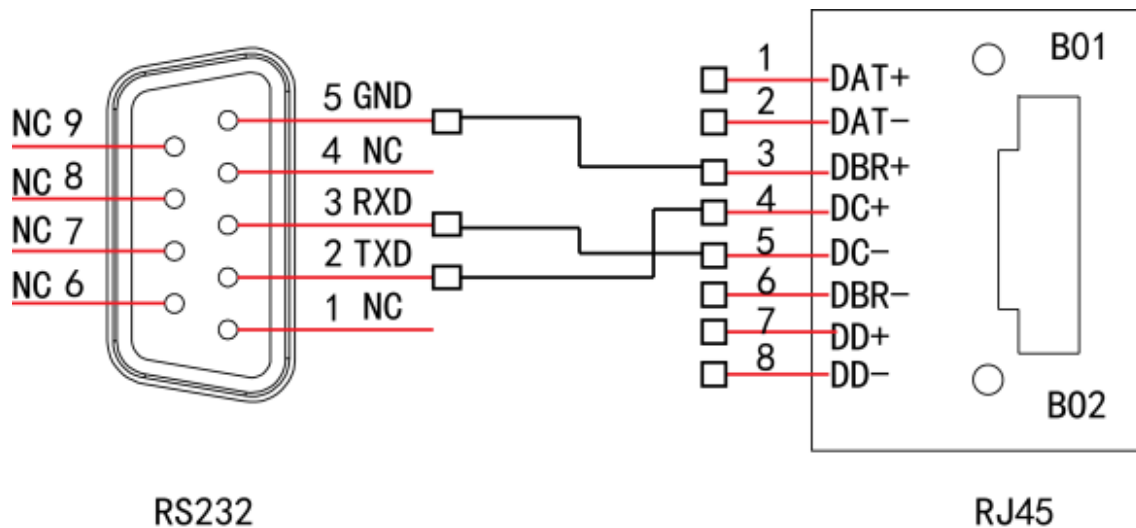 NC 9
NC 8
NC 7
NC 6
5 GND
4 NC
3 RXD
2 TXD
1 NC
1 DAT+
2 DAT-
3 DBR+
4 DC+
5 DC-
6 DBR-
7 DD+
8 DD-
B01
B02
RS232
RJ45